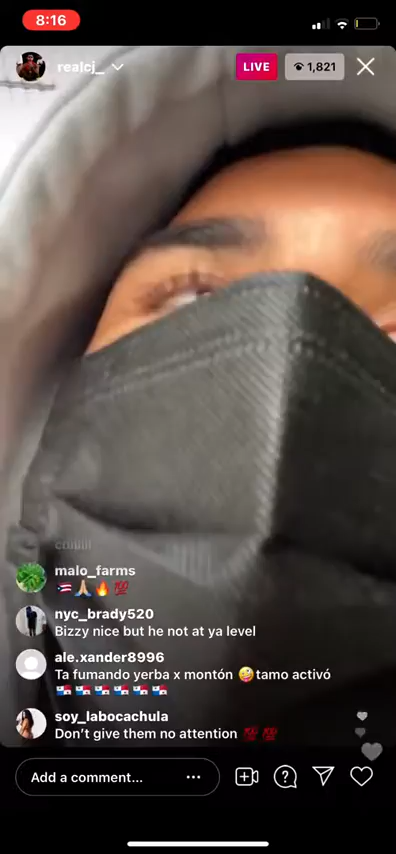 8:16
realcj_
LIVE
1,821
chiiiii
malo_farms
🇵🇷🙏🏽🔥💯
nyc_brady520
Bizzy nice but he not at ya level
ale.xander8996
Ta fumando yerba x montón 🤪tamo activó
🇵🇦🇵🇦🇵🇦🇵🇦🇵🇦🇵🇦
soy_labocachula
Don't give them no attention 💯 💯
Add a comment...